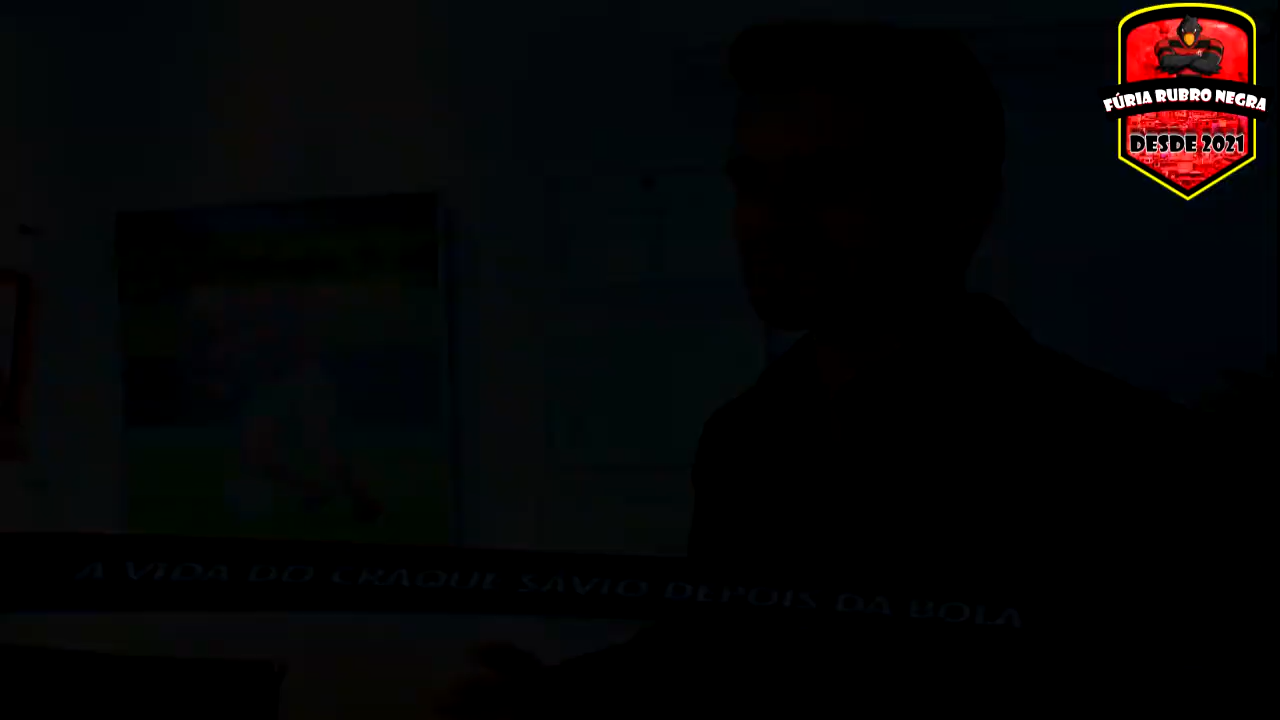 FÚRIA RUBRO NEGRA
DESDE 2021
A VIDA DO CRAQUE SAVIO DEPOIS DA BOLA